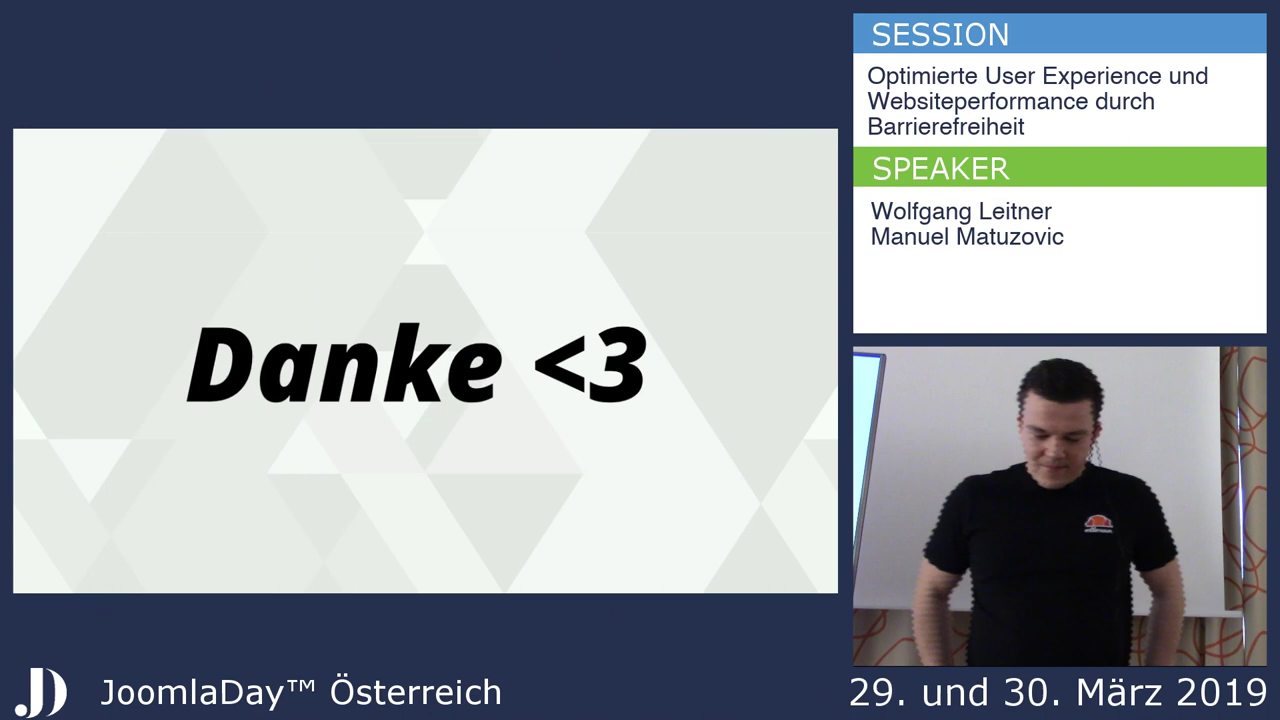 SESSION
Optimierte User Experience und
Websiteperformance durch
Barrierefreiheit
SPEAKER
Wolfgang Leitner
Manuel Matuzovic
Danke <3
JoomlaDay™ Österreich
29. und 30. März 2019